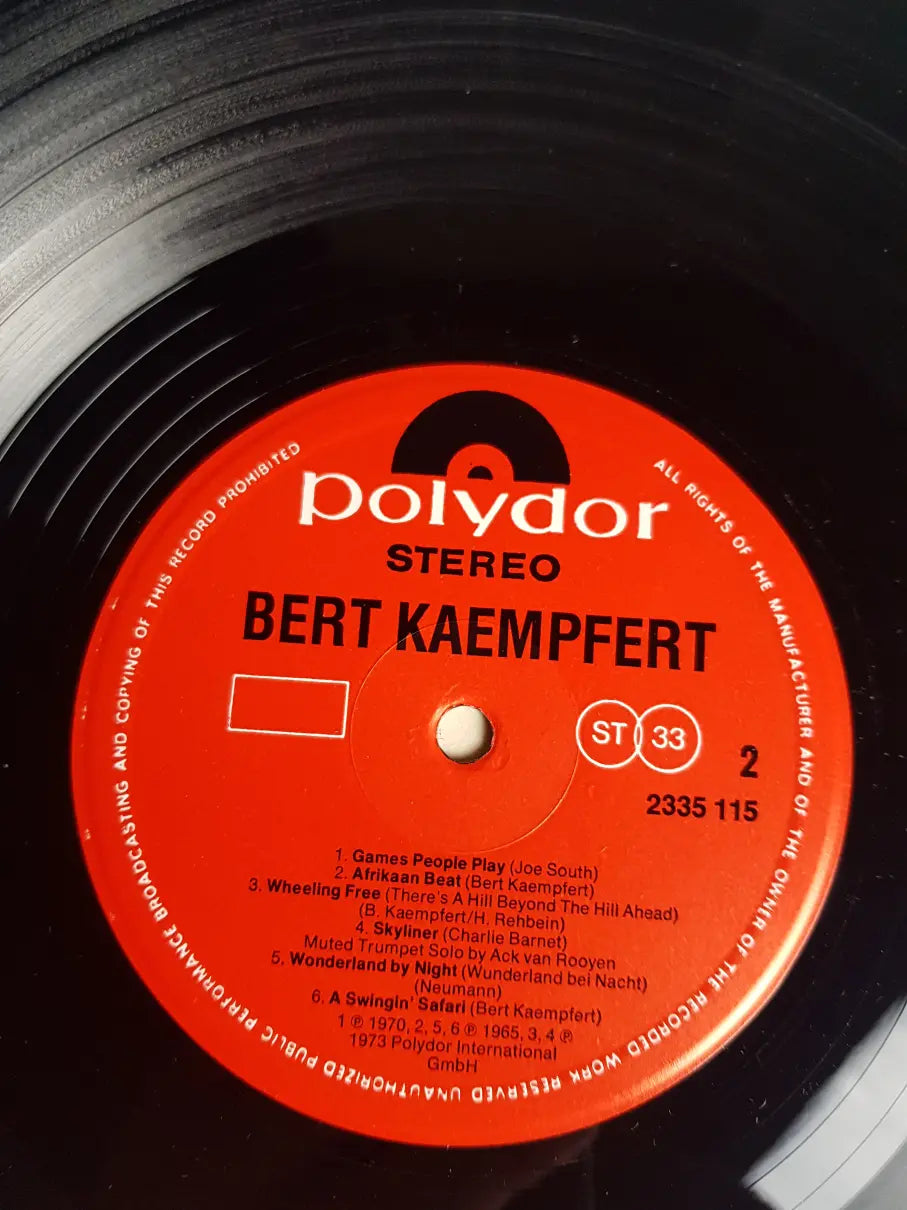 polydor
STEREO
BERT KAEMPFERT
ST 33
2
2335 115
1. Games People Play (Joe South)
2. Afrikaan Beat (Bert Kaempfert)
3. Wheeling Free (There's A Hill Beyond The Hill Ahead)
(B. Kaempfert/H. Rehbein)
4. Skyliner (Charlie Barnet)
Muted Trumpet Solo by Ack van Rooyen
5. Wonderland by Night (Wunderland bei Nacht)
(Neumann)
6. A Swingin' Safari (Bert Kaempfert)
1 ℗ 1970, 2, 5, 6 ℗ 1965, 3, 4 ℗
1973 Polydor International
GmbH
ALL RIGHTS OF THE MANUFACTURER AND OF THE OWNER OF THE RECORDED WORK RESERVED UNAUTHORIZED PUBLIC PERFORMANCE BROADCASTING AND COPYING OF THIS RECORD PROHIBITED